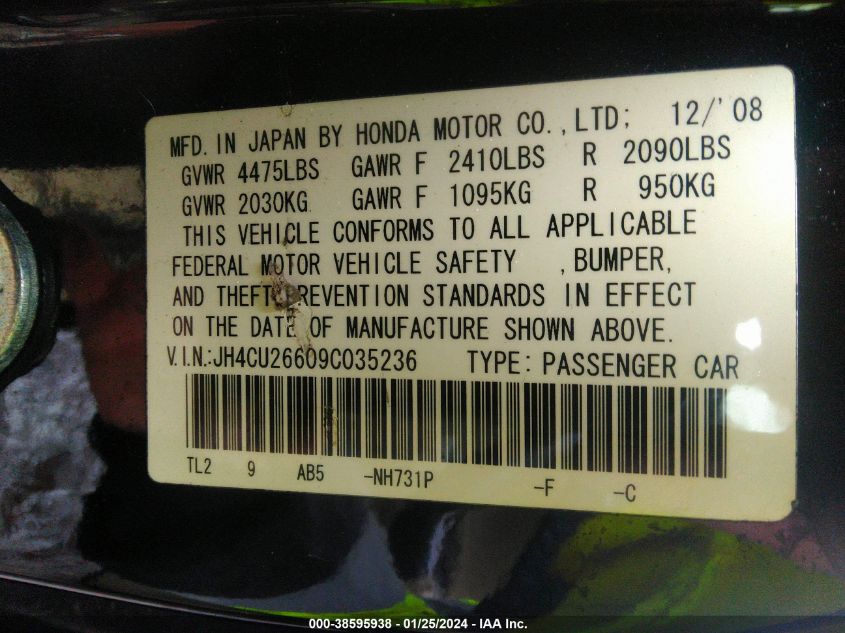 MFD. IN JAPAN BY HONDA MOTOR CO., LTD; 12/'08
GVWR 4475LBS GAWR F 2410LBS R 2090LBS
GVWR 2030KG GAWR F 1095KG R 950KG
THIS VEHICLE CONFORMS TO ALL APPLICABLE
FEDERAL MOTOR VEHICLE SAFETY , BUMPER,
AND THEFT PREVENTION STANDARDS IN EFFECT
ON THE DATE OF MANUFACTURE SHOWN ABOVE.
V.I.N.:JH4CU26609C035236 TYPE: PASSENGER CAR
TL2 9 AB5 -NH731P -F -C
000-38595938 - 01/25/2024 - IAA Inc.